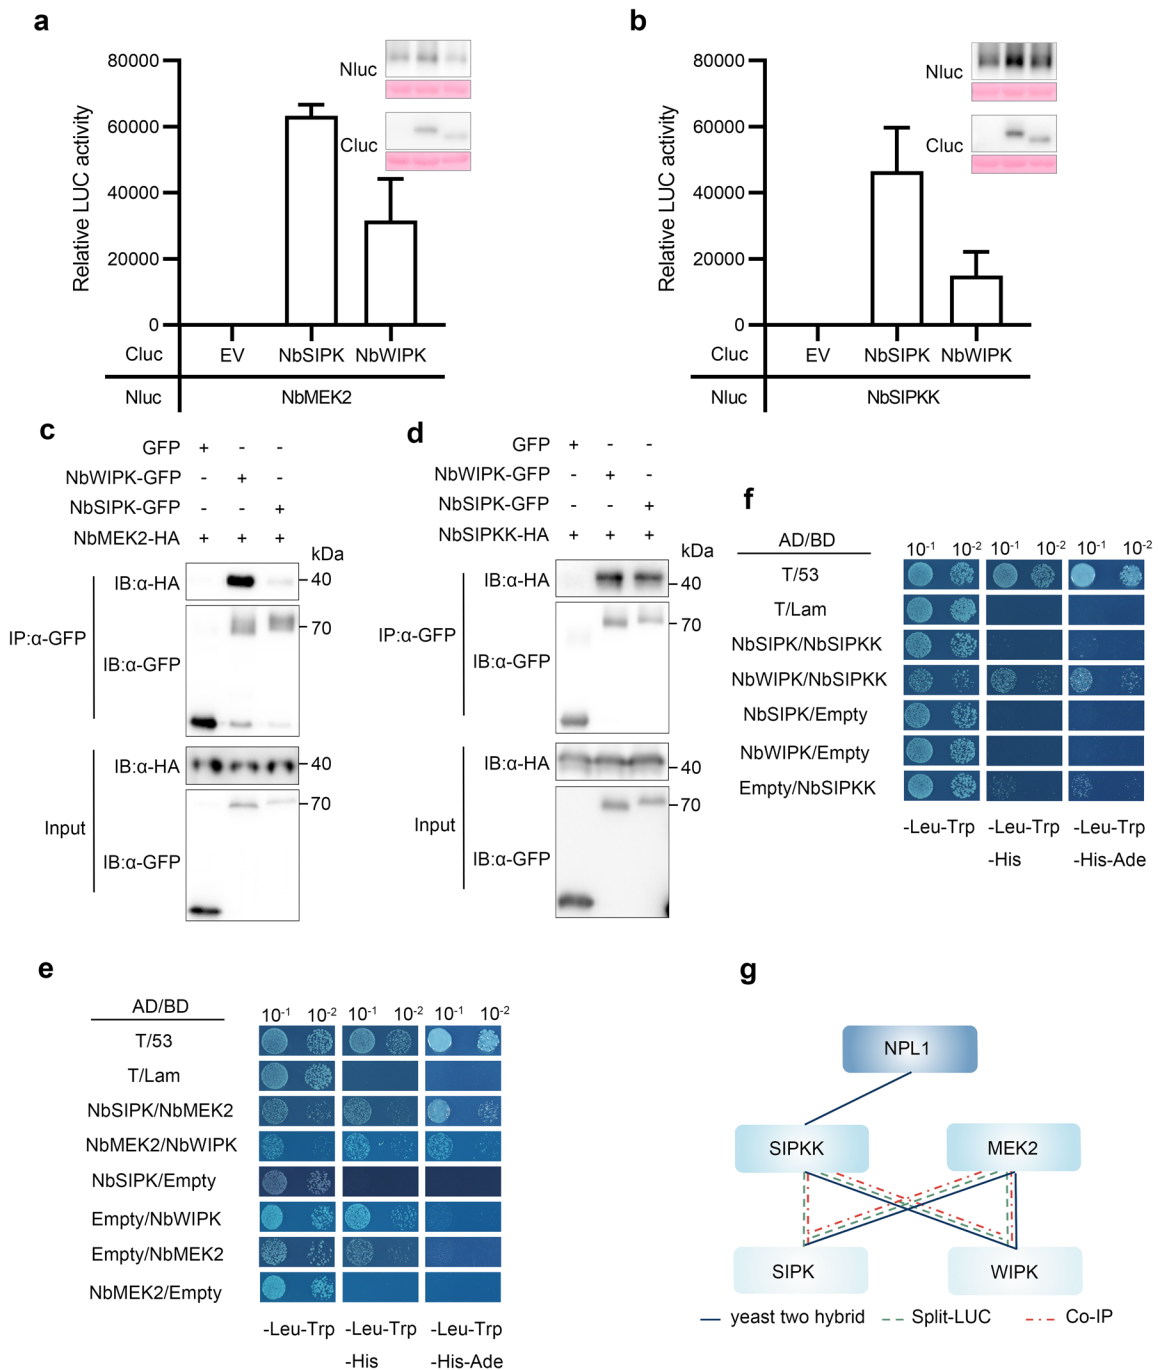 a
80000
60000
40000
20000
0
Relative LUC activity
Nluc
Cluc
Cluc EV NbSIPK NbWIPK
Nluc NbMEK2
b
80000
60000
40000
20000
0
Relative LUC activity
Nluc
Cluc
Cluc EV NbSIPK NbWIPK
Nluc NbSIPKK
c
GFP + - -
NbWIPK-GFP - + -
NbSIPK-GFP - - +
NbMEK2-HA + + +
kDa
IP:α-GFP
IB:α-HA 40
IB:α-GFP 70
Input
IB:α-HA 40
IB:α-GFP 70
d
GFP + - -
NbWIPK-GFP - + -
NbSIPK-GFP - - +
NbSIPKK-HA + + +
kDa
IP:α-GFP
IB:α-HA 40
IB:α-GFP 70
Input
IB:α-HA 40
IB:α-GFP 70
f
AD/BD 10-1 10-2 10-1 10-2 10-1 10-2
T/53
T/Lam
NbSIPK/NbSIPKK
NbWIPK/NbSIPKK
NbSIPK/Empty
NbWIPK/Empty
Empty/NbSIPKK
-Leu-Trp -Leu-Trp -Leu-Trp
-His -His-Ade
e
AD/BD 10-1 10-2 10-1 10-2 10-1 10-2
T/53
T/Lam
NbSIPK/NbMEK2
NbMEK2/NbWIPK
NbSIPK/Empty
Empty/NbWIPK
Empty/NbMEK2
NbMEK2/Empty
-Leu-Trp -Leu-Trp -Leu-Trp
-His -His-Ade
g
NPL1
SIPKK MEK2
SIPK WIPK
yeast two hybrid Split-LUC Co-IP